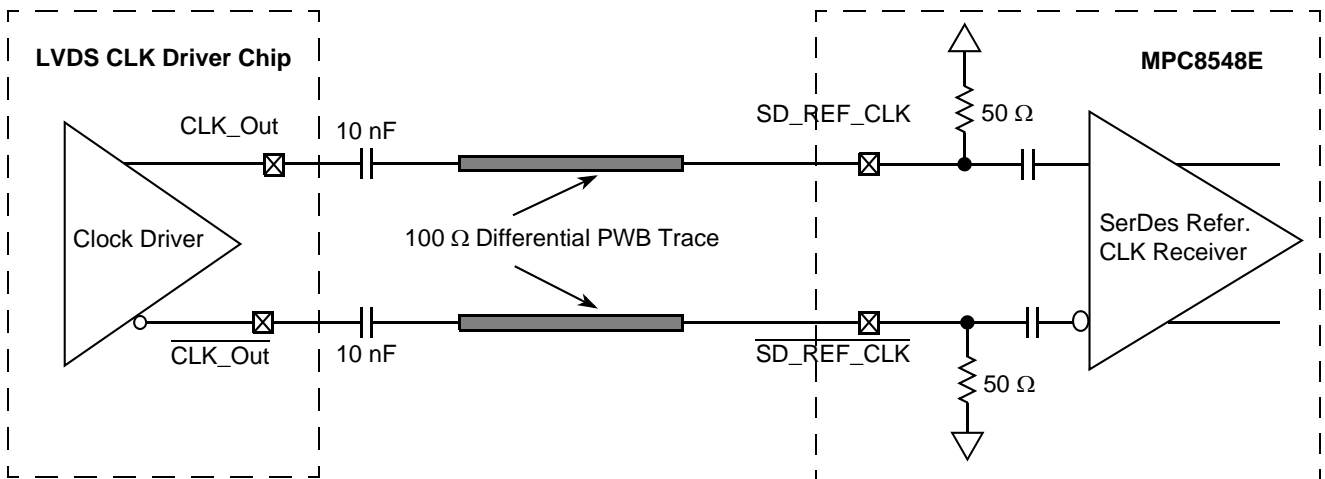 LVDS CLK Driver Chip
MPC8548E
CLK_Out
10 nF
SD_REF_CLK
50 Ω
Clock Driver
100 Ω Differential PWB Trace
SerDes Refer.
CLK Receiver
CLK_Out
10 nF
SD_REF_CLK
50 Ω